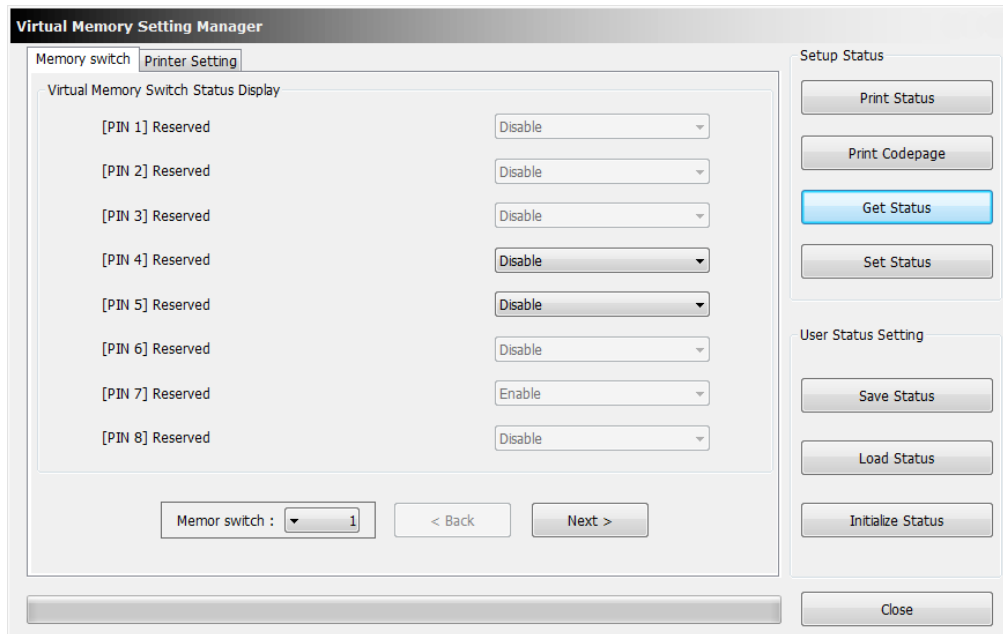 Virtual Memory Setting Manager
Memory switch
Printer Setting
Virtual Memory Switch Status Display
[PIN 1] Reserved Disable
[PIN 2] Reserved Disable
[PIN 3] Reserved Disable
[PIN 4] Reserved Disable
[PIN 5] Reserved Disable
[PIN 6] Reserved Disable
[PIN 7] Reserved Enable
[PIN 8] Reserved Disable
Memor switch : 1
< Back
Next >
Setup Status
Print Status
Print Codepage
Get Status
Set Status
User Status Setting
Save Status
Load Status
Initialize Status
Close